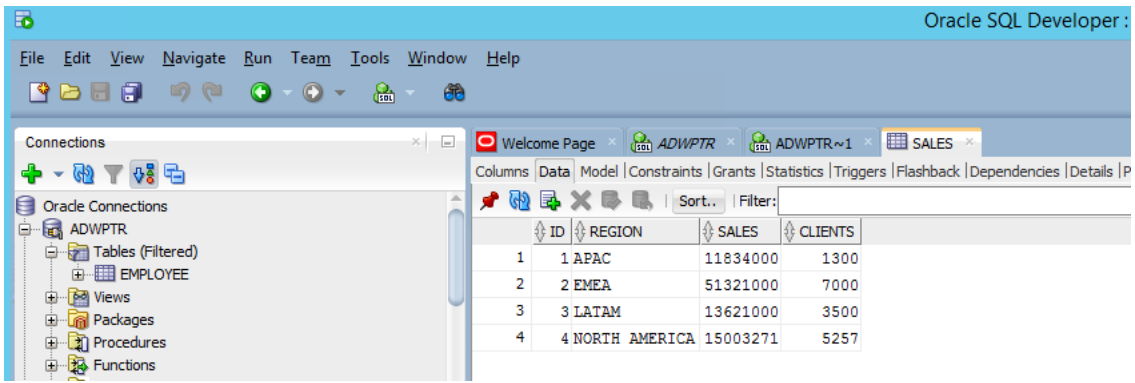 Oracle SQL Developer :
File Edit View Navigate Run Team Tools Window Help
Connections
Oracle Connections
ADWPTR
Tables (Filtered)
EMPLOYEE
Views
Packages
Procedures
Functions
Welcome Page ADWPTR ADWPTR~1 SALES
Columns Data Model Constraints Grants Statistics Triggers Flashback Dependencies Details P
Sort.. Filter:
ID REGION SALES CLIENTS
1 1 APAC 11834000 1300
2 2 EMEA 51321000 7000
3 3 LATAM 13621000 3500
4 4 NORTH AMERICA 15003271 5257